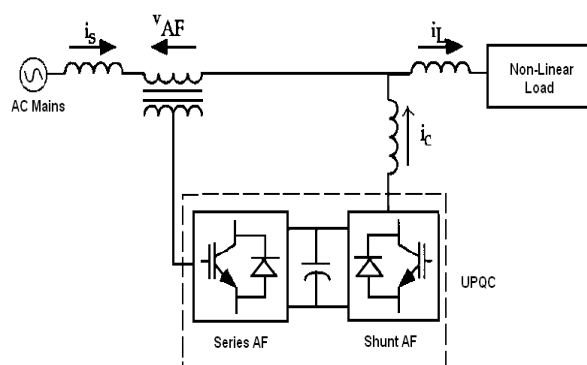 i_s
v_AF
i_L
AC Mains
Non-Linear
Load
i_c
UPQC
Series AF
Shunt AF